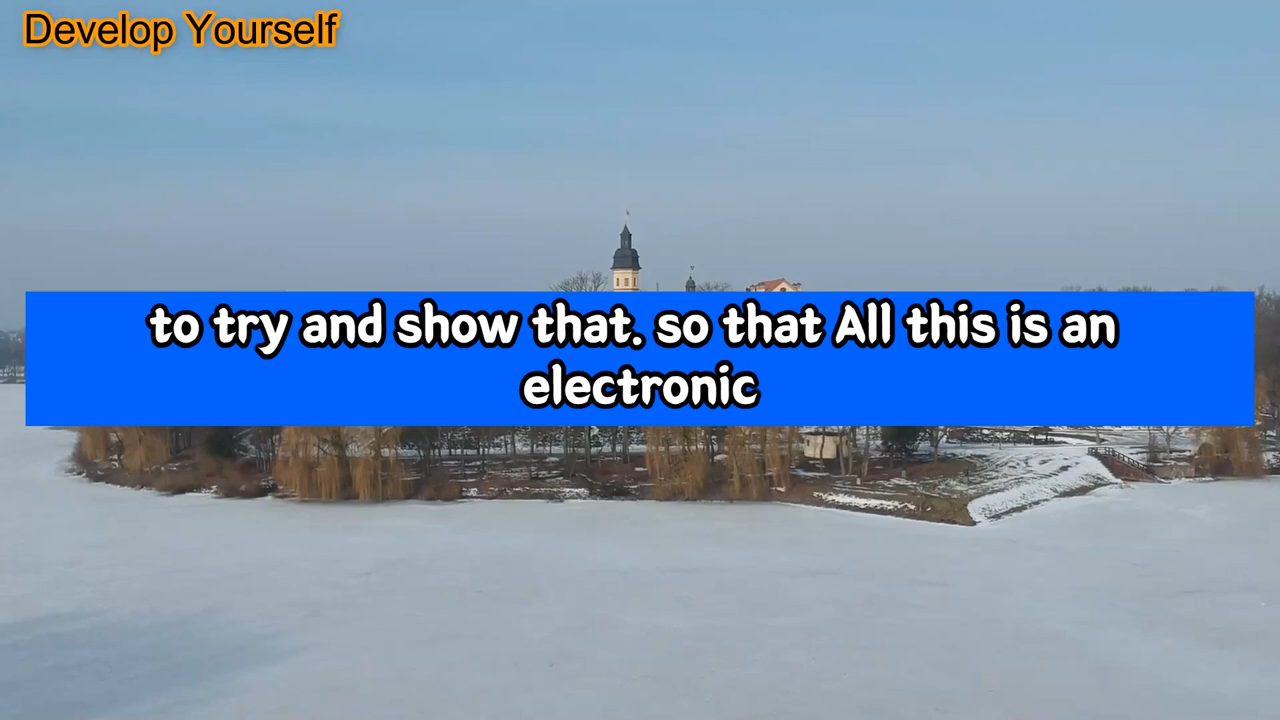 Develop Yourself
to try and show that. so that All this is an
electronic